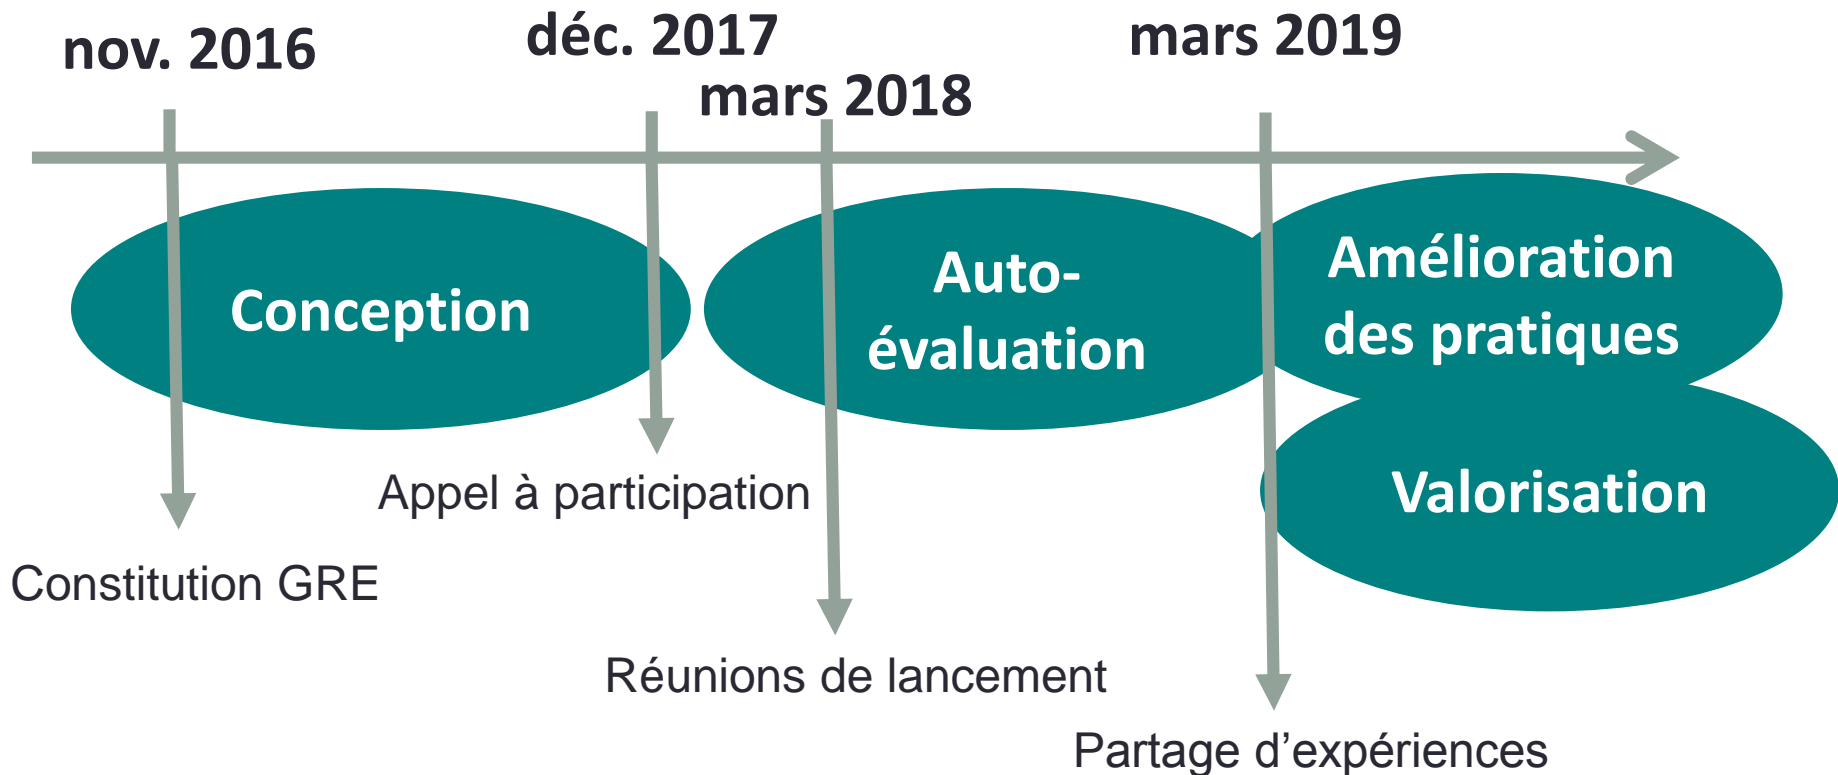 nov. 2016
déc. 2017
mars 2018
mars 2019
Conception
Auto-
évaluation
Amélioration
des pratiques
Valorisation
Appel à participation
Constitution GRE
Réunions de lancement
Partage d’expériences